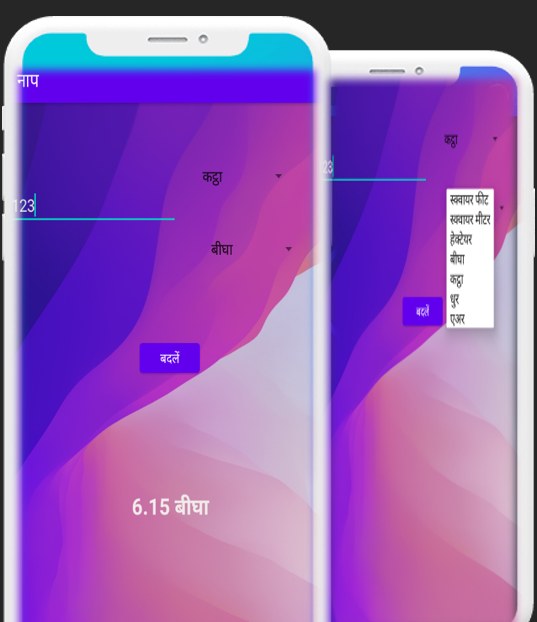 नाप
कट्ठा
123
बीघा
बदलें
6.15 बीघा
कट्ठा
23
स्क्वायर फीट
स्क्वायर मीटर
हेक्टेयर
बीघा
कट्ठा
धुर
एअर
बदलें